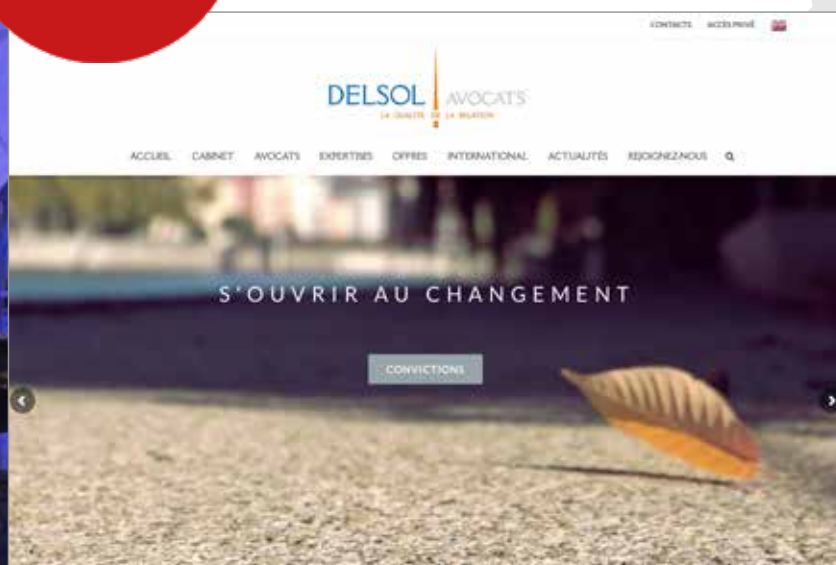 CONTACTS ACCÈS PRIVÉ
DELSOL AVOCATS
LA QUALITÉ DE LA RELATION
ACCUEIL CABINET AVOCATS EXPERTISES OFFRES INTERNATIONAL ACTUALITÉS REJOIGNEZ-NOUS
S'OUVRIR AU CHANGEMENT
CONVICTIONS